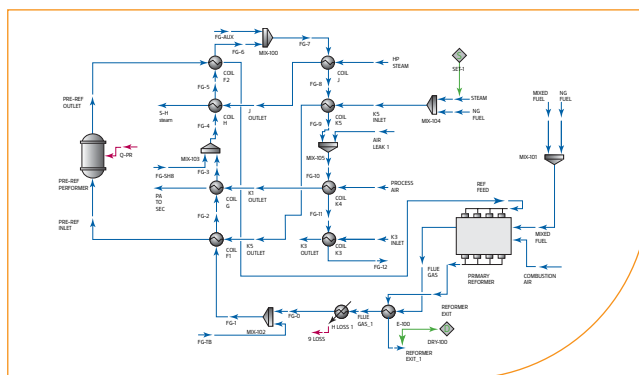 FG-AUX
FG-6
MIX-100
FG-7
COIL
F2
HP
STEAM
FG-8
COIL
J
SET-1
MIXED
FUEL
NG
FUEL
PRE-REF
OUTLET
FG-5
S-H
steam
COIL
H
J
OUTLET
FG-9
COIL
K5
K5
INLET
MIX-104
STEAM
NG
FUEL
FG-4
AIR
LEAK 1
PRE-REF
PERFORMER
Q-PR
MIX-103
FG-SHB
FG-3
MIX-105
FG-10
MIX-101
PA
TO
SEC
COIL
G
K1
OUTLET
COIL
K4
PROCESS
AIR
REF
FEED
FG-2
FG-11
PRE-REF
INLET
COIL
F1
K5
OUTLET
K3
OUTLET
COIL
K3
K3
INLET
FG-12
MIXED
FUEL
FLUE
GAS
PRIMARY
REFORMER
COMBUSTION
AIR
FG-1
MIX-102
FG-TB
FG-0
H LOSS 1
9 LOSS
FLUE
GAS_1
E-100
REFORMER
EXIT
DRY-100
REFORMER
EXIT_1